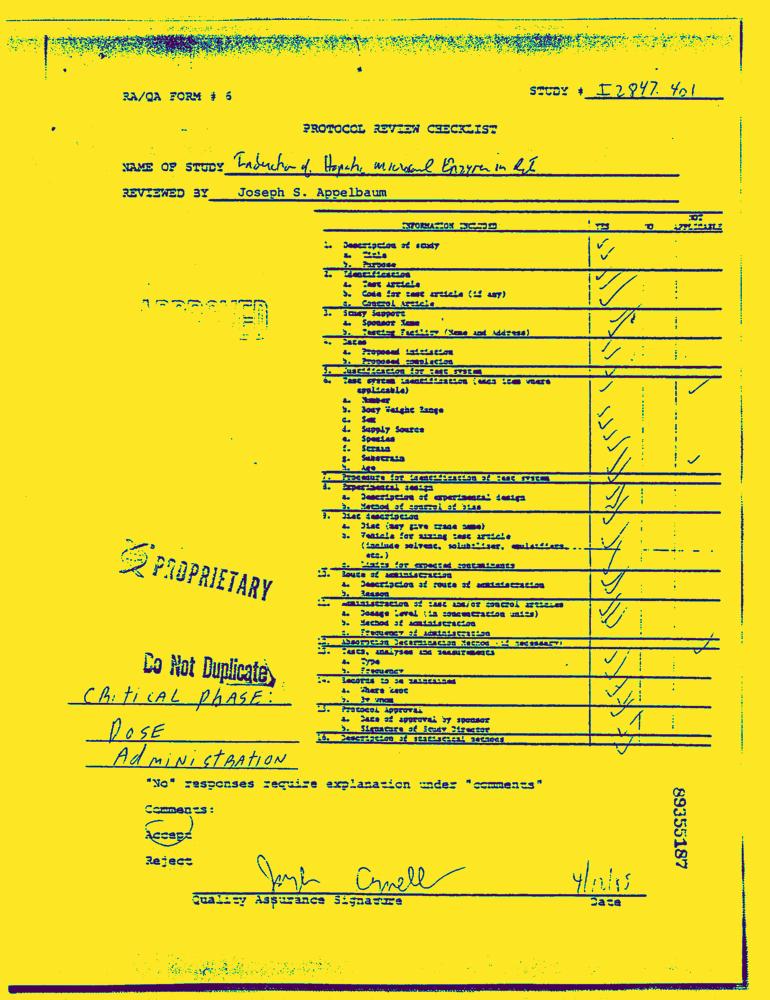 RA/QA FORM # 6
STUDY # I2847.401
PROTOCOL REVIEW CHECKLIST
NAME OF STUDY Induction of Hepatic microsomal Enzymes in
REVIEWED BY Joseph S. Appelbaum
INFORMATION INCLUDED YES NO NOT APPLICABLE
1. Description of study
a. Title
b. Purpose
2. Identification
a. Test Article
b. Code for test article (if any)
c. Control Article
3. Study Support
a. Sponsor Name
b. Testing Facility (Name and Address)
4. Dates
a. Proposed initiation
b. Proposed completion
5. Justification for test system
6. Test system identification (each item where
applicable)
a. Number
b. Body Weight Range
c. Sex
d. Supply Source
e. Species
f. Strain
g. Substrain
h. Age
7. Procedure for identification of test system
8. Experimental design
a. Description of experimental design
b. Method of control of bias
9. Diet description
a. Diet (may give trade name)
b. Vehicle for mixing test article
(include solvent, solubilizer, emulsifiers,
etc.)
c. Limits for expected contaminants
10. Route of administration
a. Description of route of administration
b. Reason
11. Administration of test and/or control articles
a. Dosage level (in concentration units)
b. Method of administration
c. Frequency of Administration
12. Absorption Determination Method (if necessary)
13. Tests, analyses and measurements
a. Type
b. Frequency
14. Records to be maintained
a. Where kept
b. By whom
15. Protocol Approval
a. Date of approval by sponsor
b. Signature of Study Director
16. Description of statistical methods
APPROVED
PROPRIETARY
Do Not Duplicate
CRITICAL PHASE:
DOSE
ADMINISTRATION
"No" responses require explanation under "comments"
Comments:
Accept
Reject
4/12/85
Quality Assurance Signature
Date
89355187